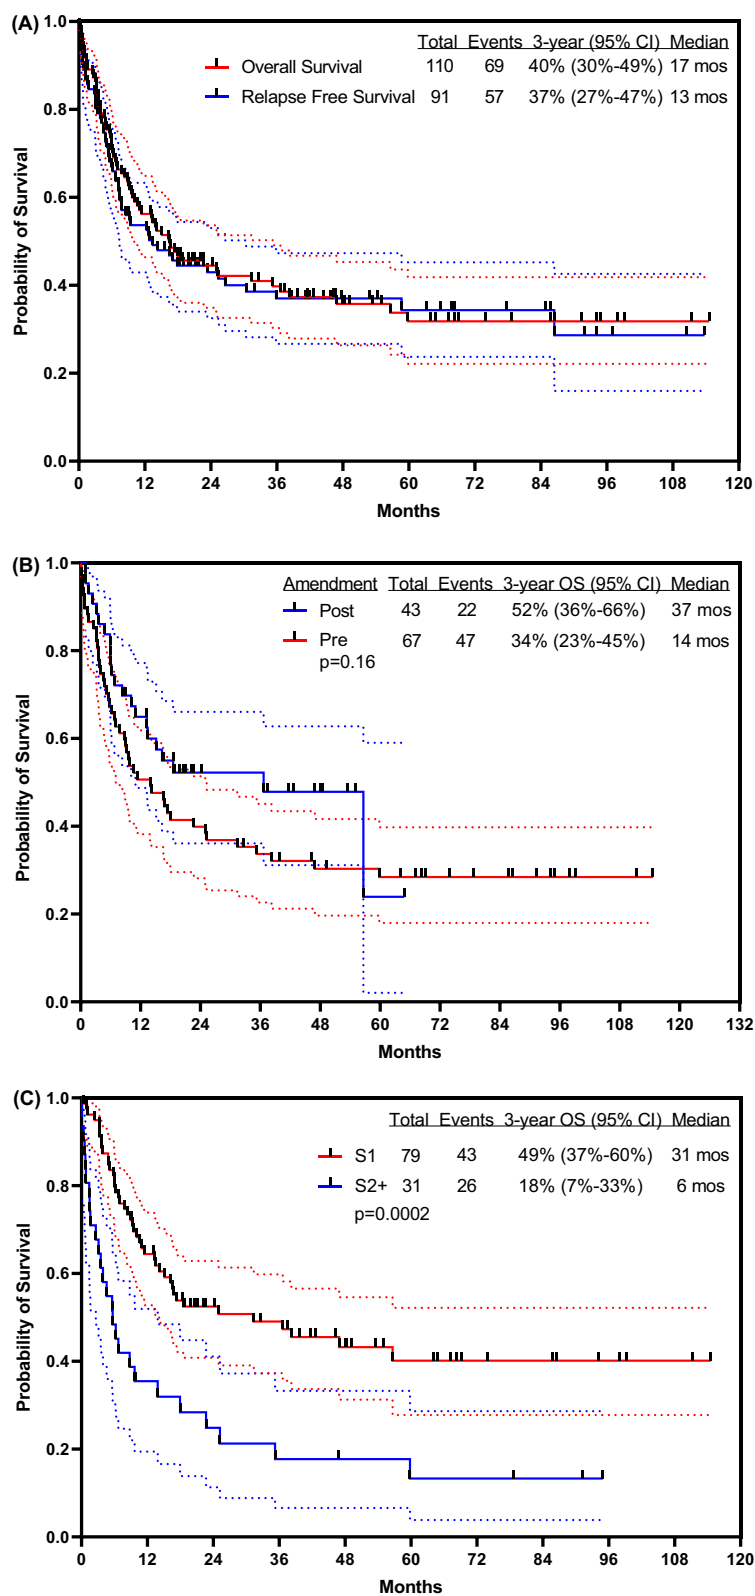 (A)
Total Events 3-year (95% CI) Median
Overall Survival 110 69 40% (30%-49%) 17 mos
Relapse Free Survival 91 57 37% (27%-47%) 13 mos
1.0
0.8
0.6
0.4
0.2
0.0
Probability of Survival
0 12 24 36 48 60 72 84 96 108 120
Months
(B)
Amendment Total Events 3-year OS (95% CI) Median
Post 43 22 52% (36%-66%) 37 mos
Pre 67 47 34% (23%-45%) 14 mos
p=0.16
1.0
0.8
0.6
0.4
0.2
0.0
Probability of Survival
0 12 24 36 48 60 72 84 96 108 120 132
Months
(C)
Total Events 3-year OS (95% CI) Median
S1 79 43 49% (37%-60%) 31 mos
S2+ 31 26 18% (7%-33%) 6 mos
p=0.0002
1.0
0.8
0.6
0.4
0.2
0.0
Probability of Survival
0 12 24 36 48 60 72 84 96 108 120
Months